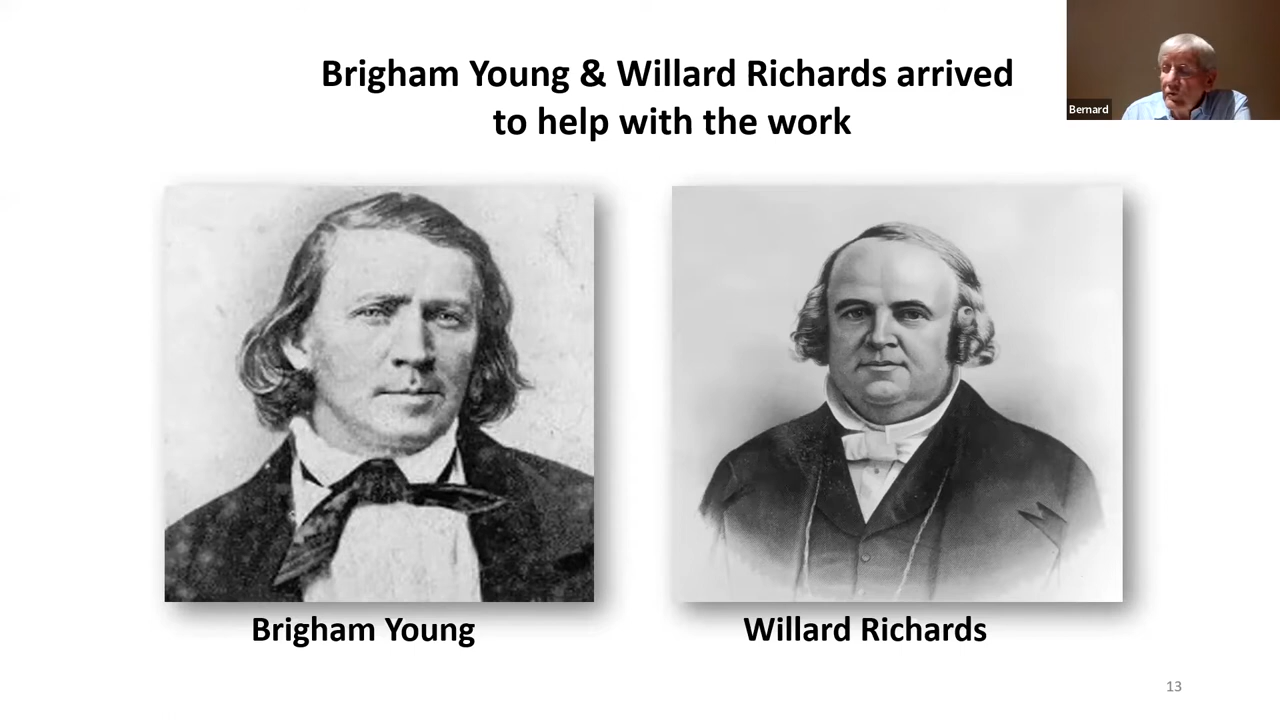 Brigham Young & Willard Richards arrived
to help with the work
Bernard
Brigham Young
Willard Richards
13